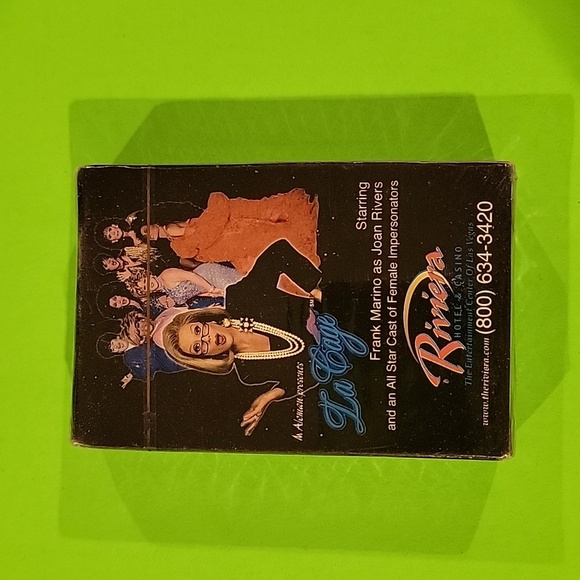 presents
La Cage
Starring
Frank Marino as Joan Rivers
and an All Star Cast of Female Impersonators
Riviera
HOTEL & CASINO
The Entertainment Center Of Las Vegas
www.theriviera.com (800) 634-3420